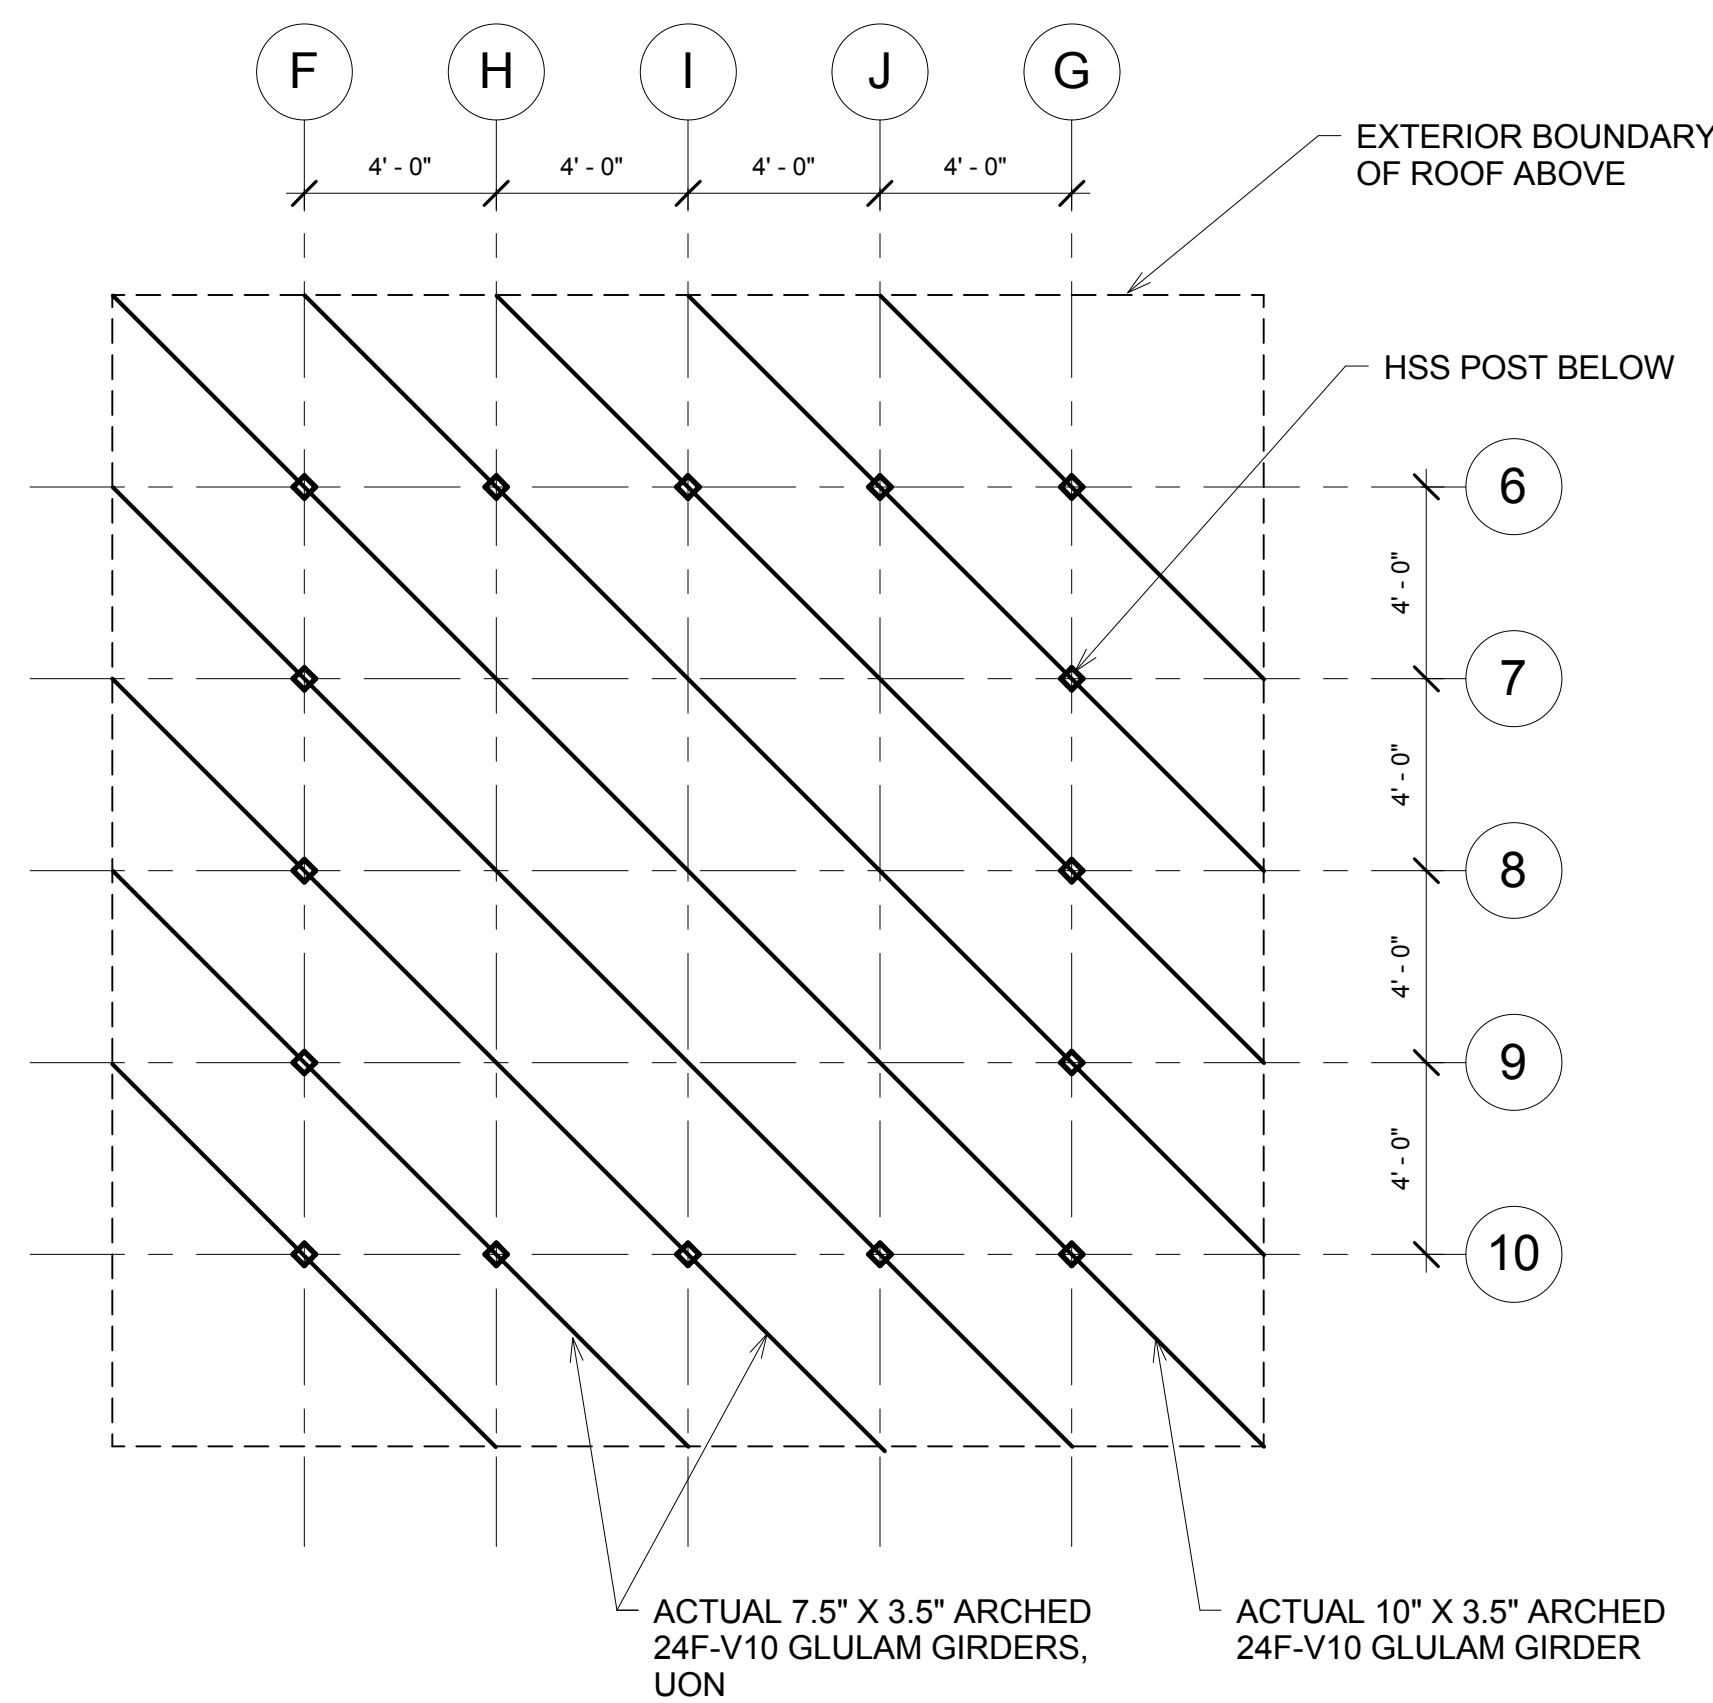 F H I J G
4' - 0" 4' - 0" 4' - 0" 4' - 0"
EXTERIOR BOUNDARY
OF ROOF ABOVE
HSS POST BELOW
6
4' - 0"
7
4' - 0"
8
4' - 0"
9
4' - 0"
10
ACTUAL 7.5" X 3.5" ARCHED
24F-V10 GLULAM GIRDERS,
UON
ACTUAL 10" X 3.5" ARCHED
24F-V10 GLULAM GIRDER